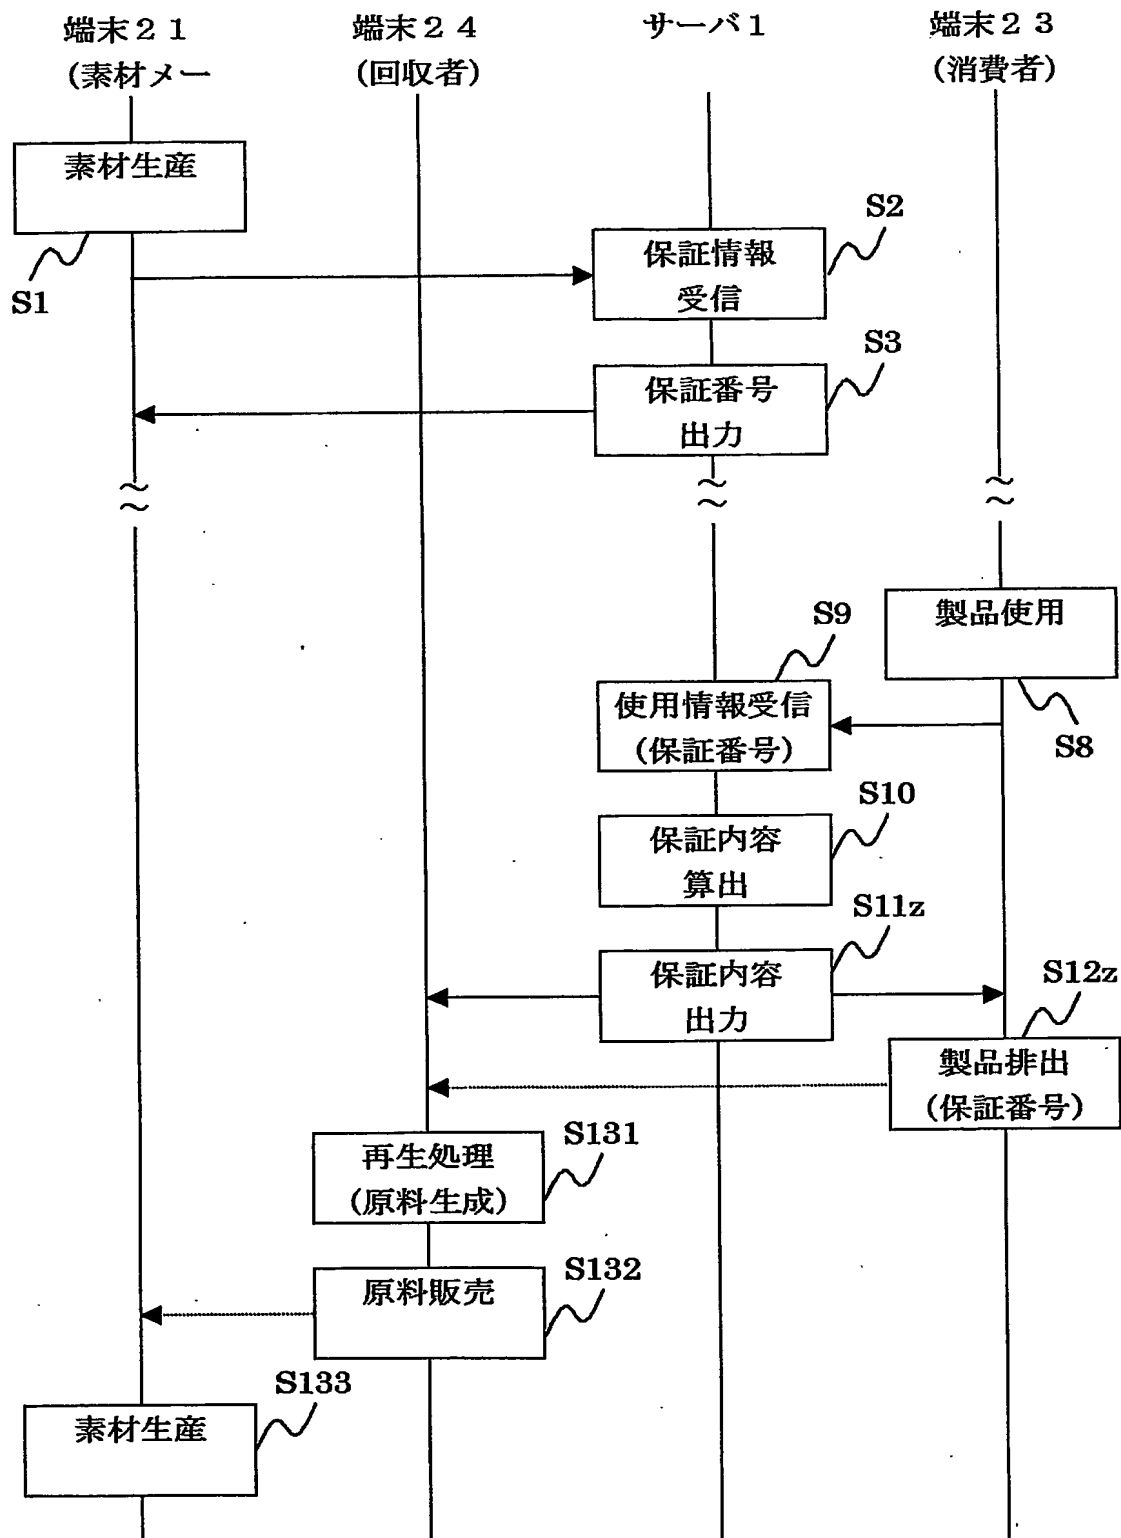 端末２１
(素材メー
端末２４
(回収者)
サーバ１
端末２３
(消費者)
素材生産
S1
保証情報
受信
S2
保証番号
出力
S3
製品使用
S8
使用情報受信
(保証番号)
S9
保証内容
算出
S10
保証内容
出力
S11z
製品排出
(保証番号)
S12z
再生処理
(原料生成)
S131
原料販売
S132
素材生産
S133